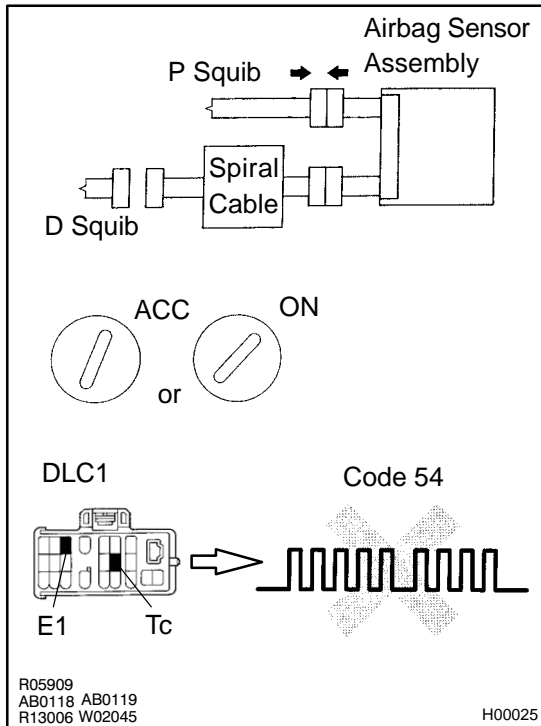 Airbag Sensor
Assembly
P Squib
Spiral
Cable
D Squib
ACC
ON
or
DLC1
Code 54
E1
Tc
R05909
AB0118 AB0119
R13006 W02045
H00025